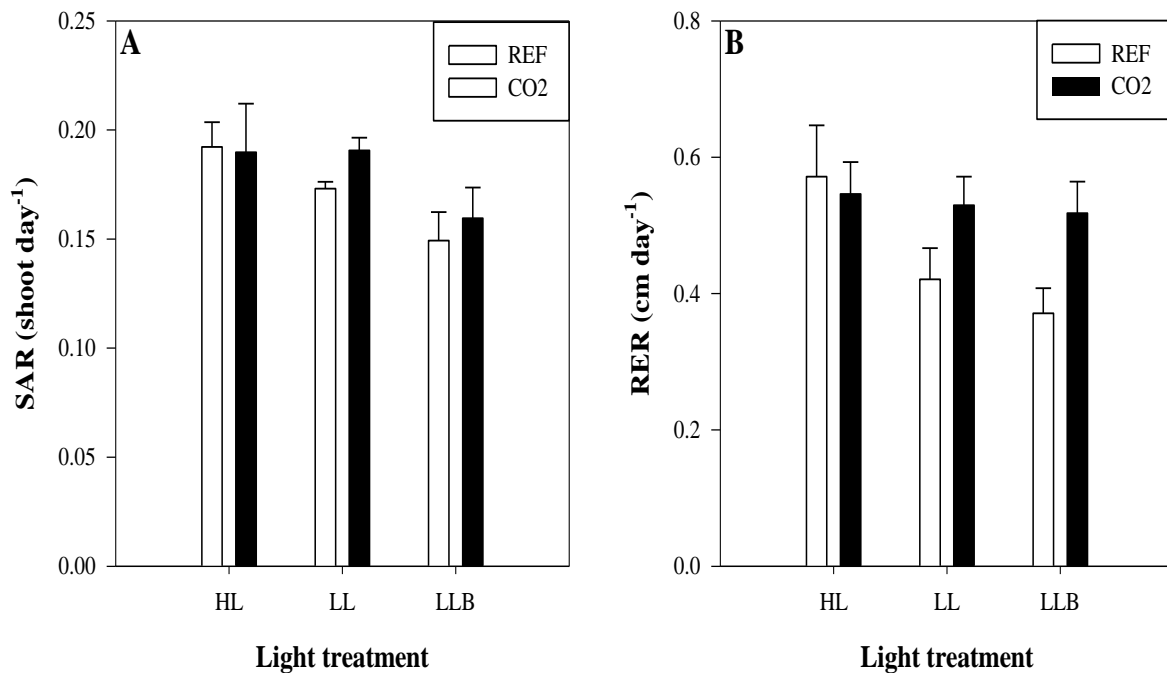 A
REF
CO2
0.25
0.20
0.15
0.10
0.05
0.00
SAR (shoot day-1)
HL LL LLB
Light treatment
B
REF
CO2
0.8
0.6
0.4
0.2
0.0
RER (cm day-1)
HL LL LLB
Light treatment